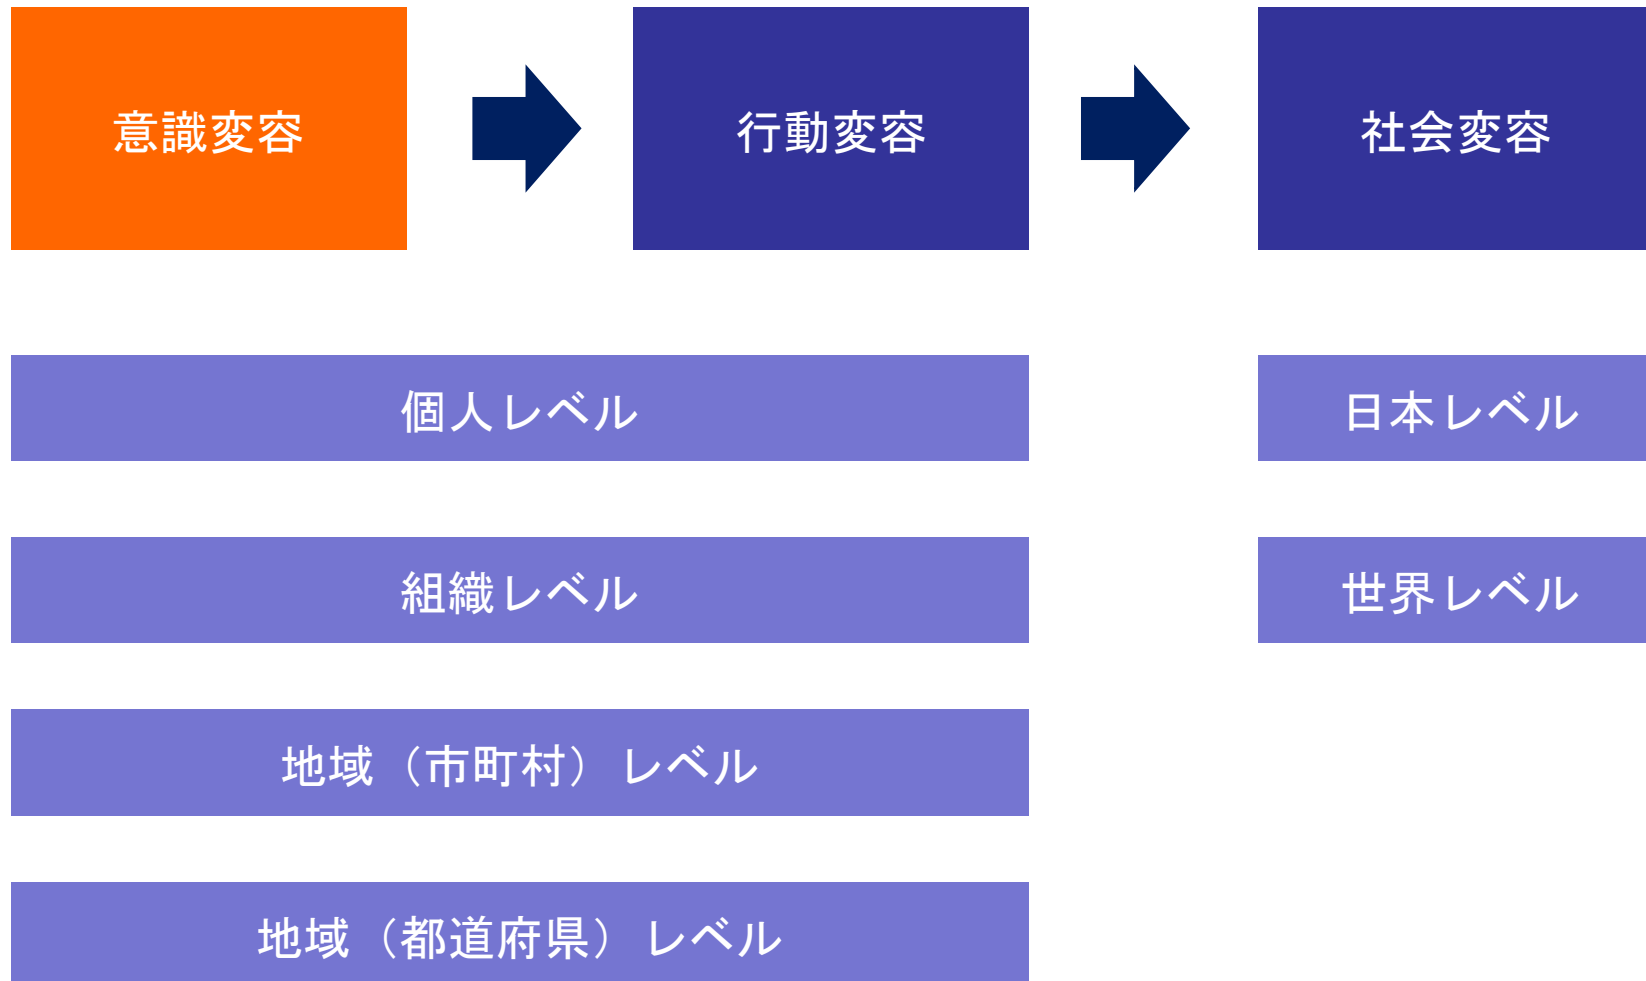 意識変容
行動変容
社会変容
個人レベル
日本レベル
組織レベル
世界レベル
地域（市町村）レベル
地域（都道府県）レベル